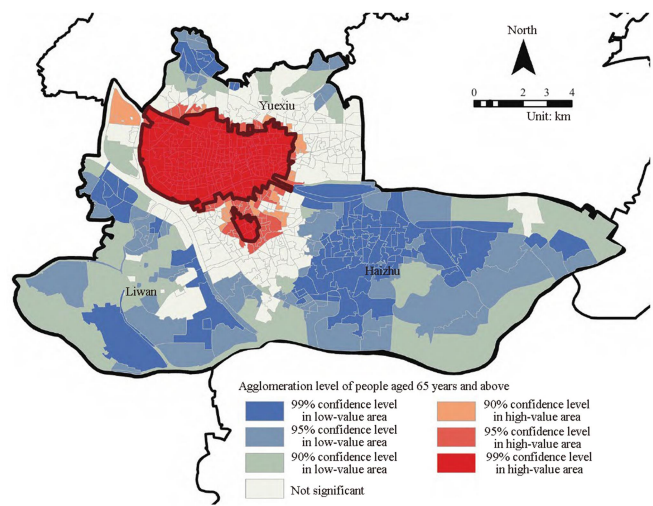 North
0 1 2 3 4
Unit: km
Yuexiu
Haizhu
Liwan
Agglomeration level of people aged 65 years and above
99% confidence level
in low-value area
90% confidence level
in high-value area
95% confidence level
in low-value area
95% confidence level
in high-value area
90% confidence level
in low-value area
99% confidence level
in high-value area
Not significant